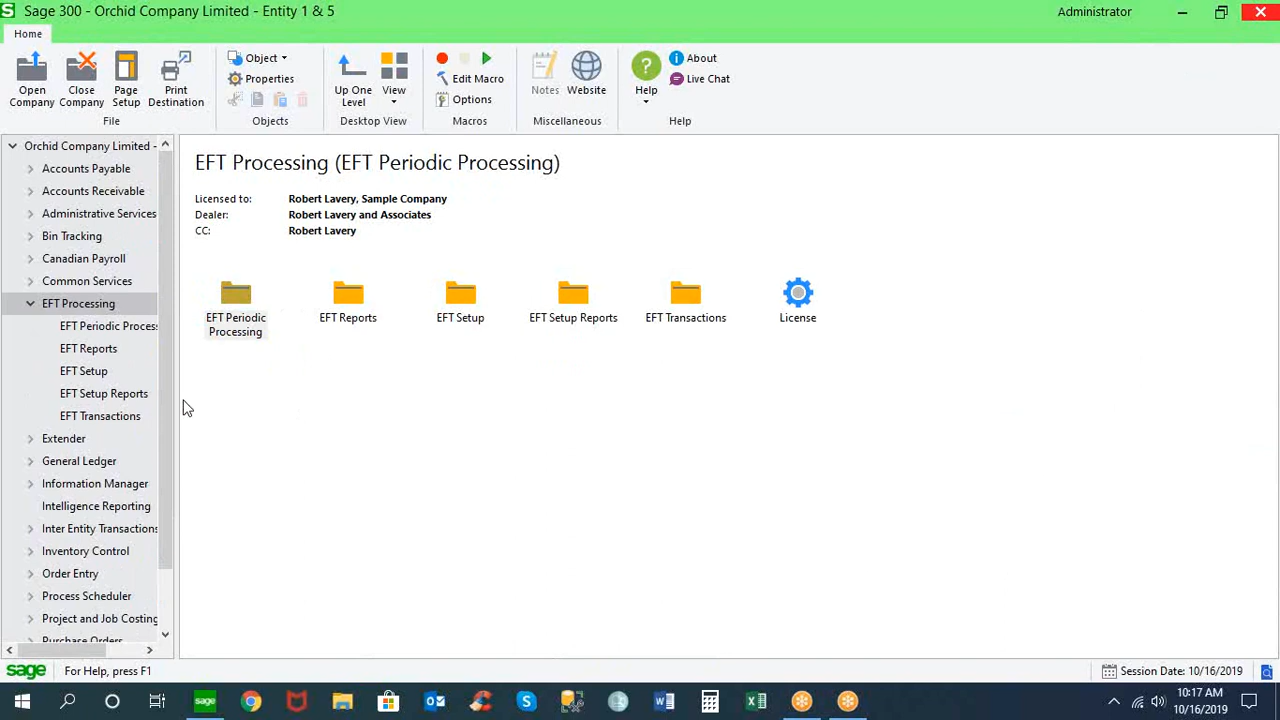 Sage 300 - Orchid Company Limited - Entity 1 & 5
Administrator
Home
Open Company
Close Company
Page Setup
Print Destination
File
Object
Properties
Objects
Up One Level
View
Desktop View
Edit Macro
Options
Macros
Notes
Website
Miscellaneous
Help
About
Live Chat
Help
Orchid Company Limited -
Accounts Payable
Accounts Receivable
Administrative Services
Bin Tracking
Canadian Payroll
Common Services
EFT Processing
EFT Periodic Proces
EFT Reports
EFT Setup
EFT Setup Reports
EFT Transactions
Extender
General Ledger
Information Manager
Intelligence Reporting
Inter Entity Transactions
Inventory Control
Order Entry
Process Scheduler
Project and Job Costing
Purchase Orders
EFT Processing (EFT Periodic Processing)
Licensed to: Robert Lavery, Sample Company
Dealer: Robert Lavery and Associates
CC: Robert Lavery
EFT Periodic Processing
EFT Reports
EFT Setup
EFT Setup Reports
EFT Transactions
License
sage
For Help, press F1
Session Date: 10/16/2019
sage
10:17 AM
10/16/2019